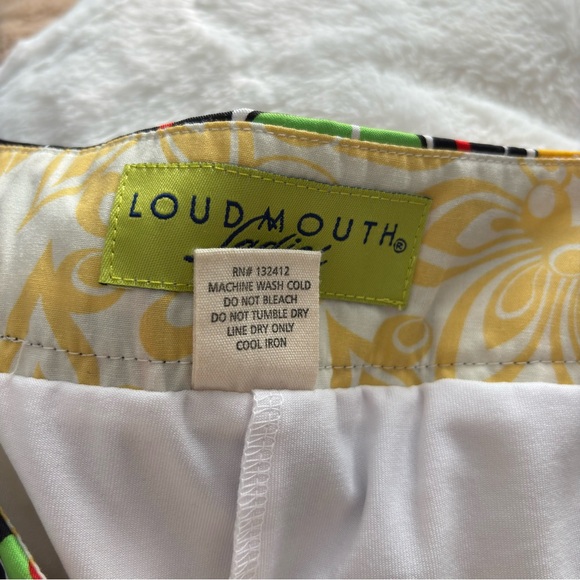 LOUDMOUTH®
Ladies
RN# 132412
MACHINE WASH COLD
DO NOT BLEACH
DO NOT TUMBLE DRY
LINE DRY ONLY
COOL IRON